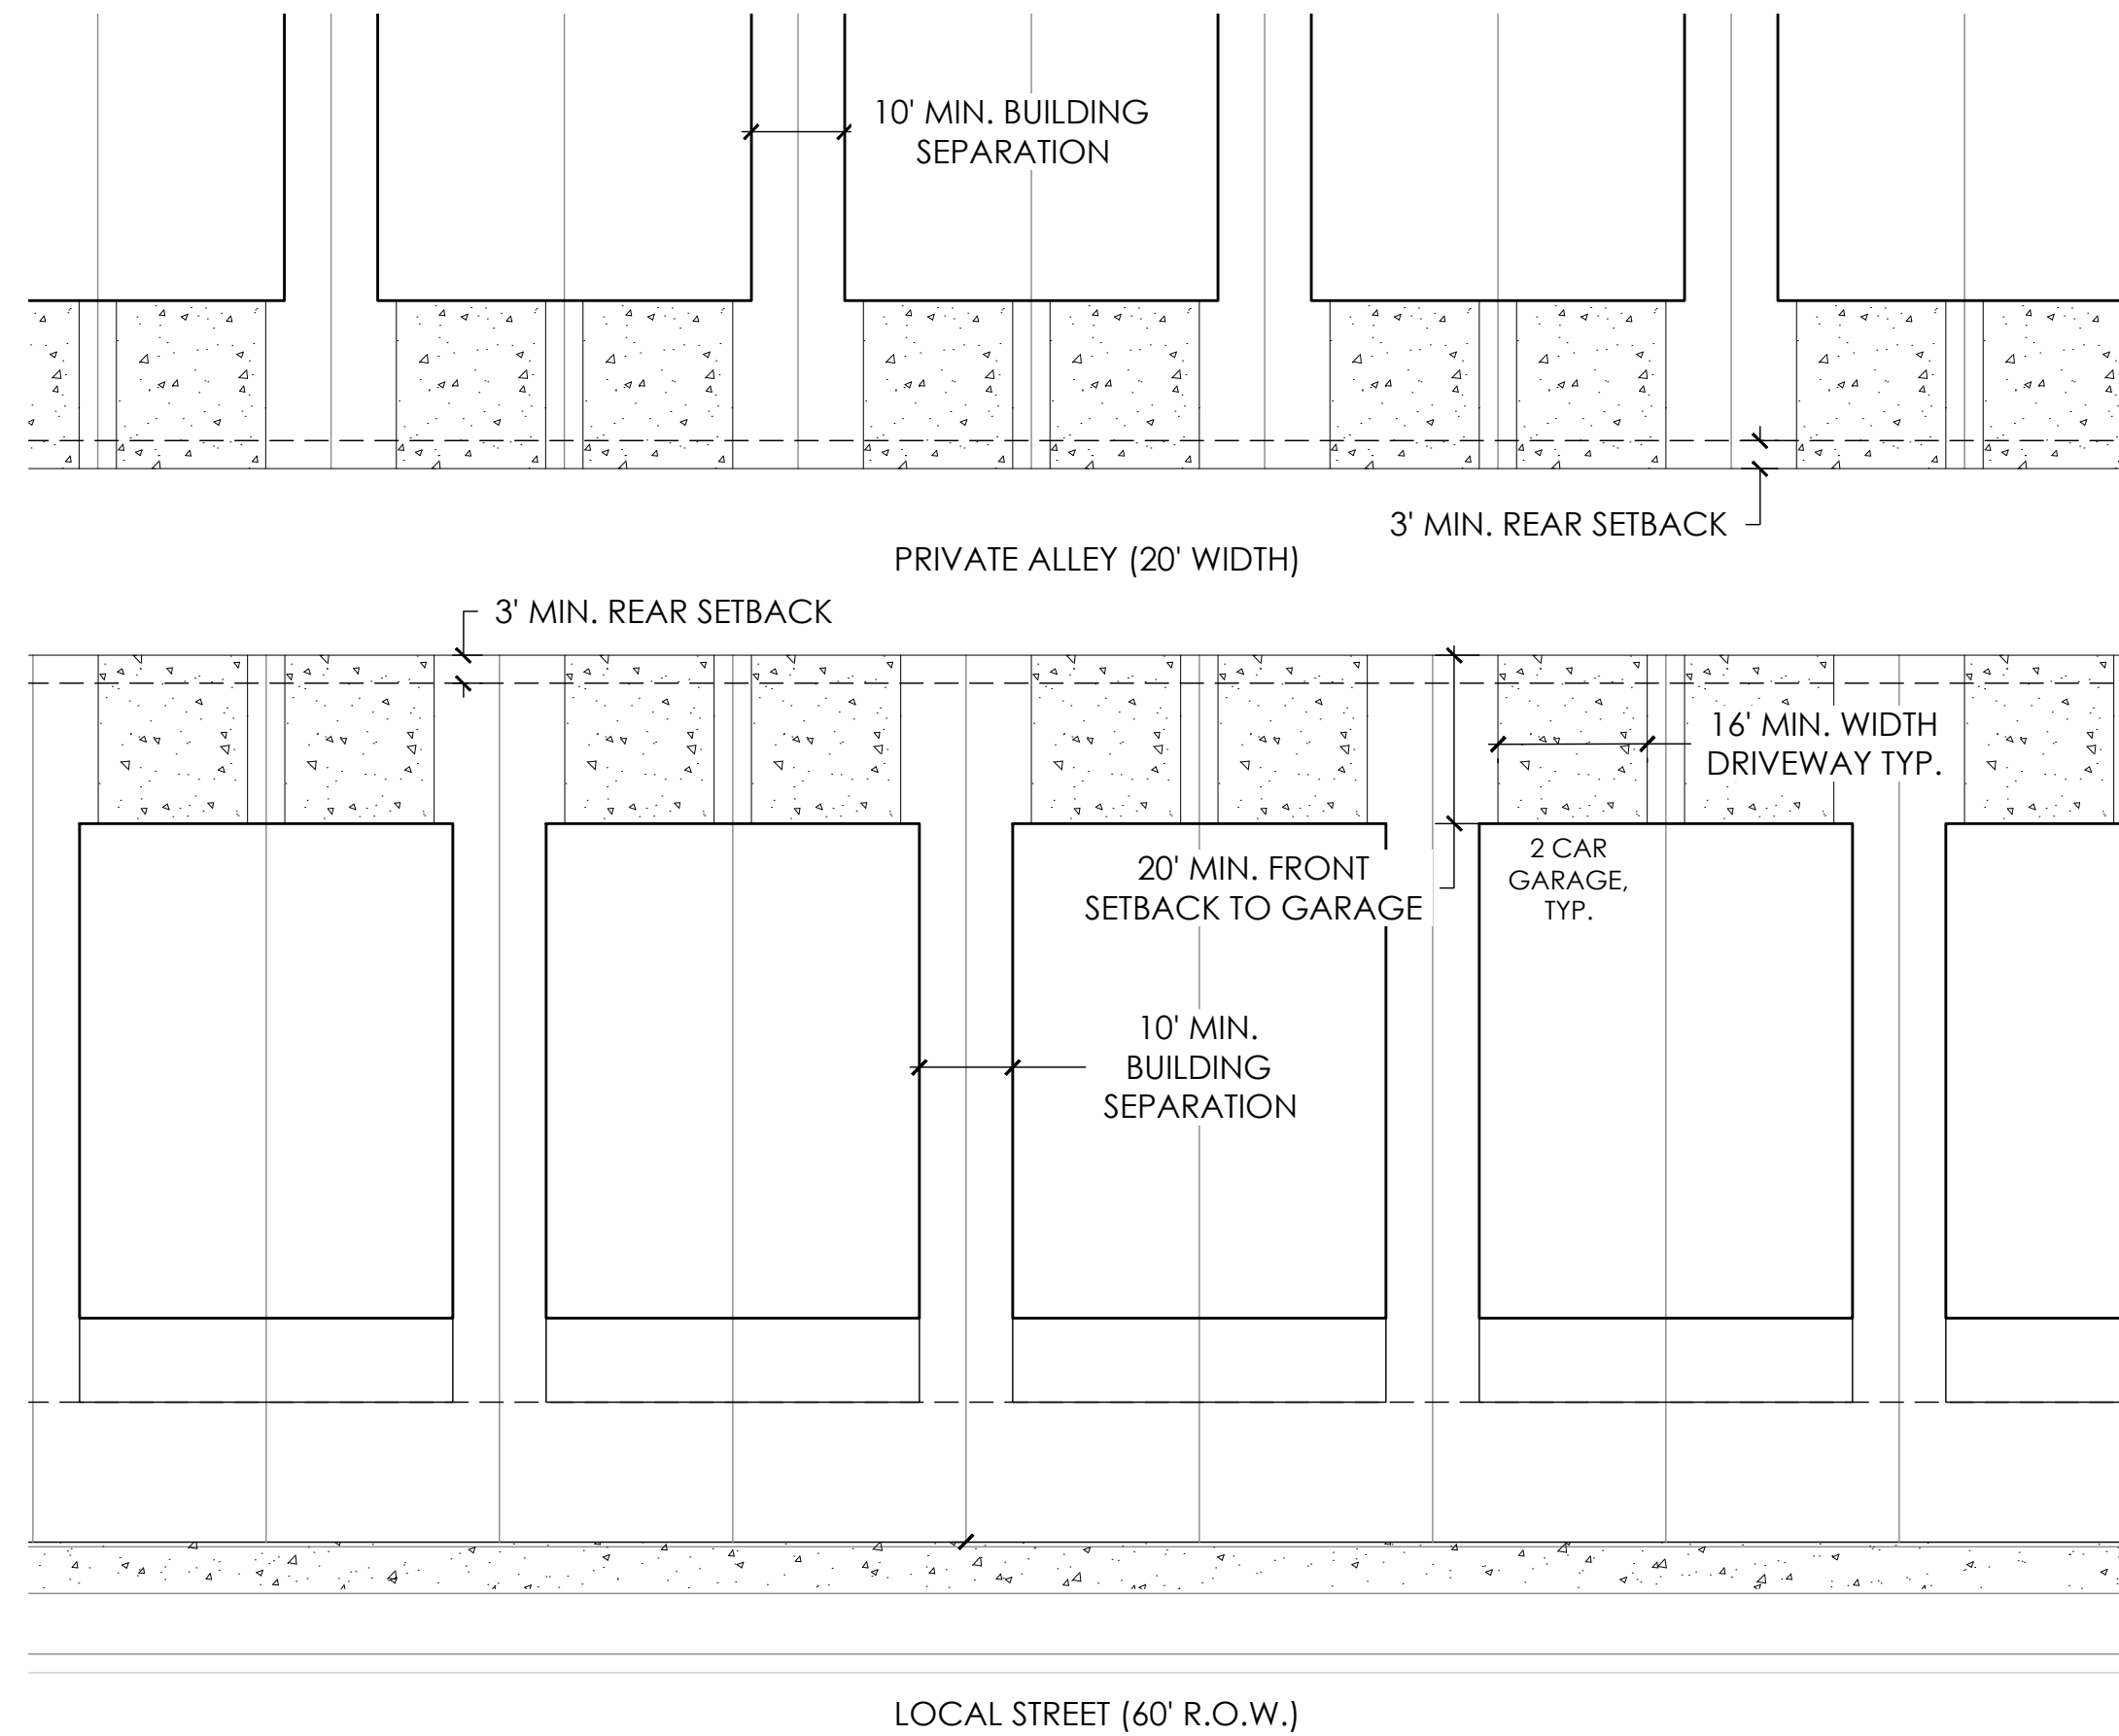 10' MIN. BUILDING
SEPARATION
3' MIN. REAR SETBACK
PRIVATE ALLEY (20' WIDTH)
3' MIN. REAR SETBACK
16' MIN. WIDTH
DRIVEWAY TYP.
2 CAR
GARAGE,
TYP.
20' MIN. FRONT
SETBACK TO GARAGE
10' MIN.
BUILDING
SEPARATION
LOCAL STREET (60' R.O.W.)